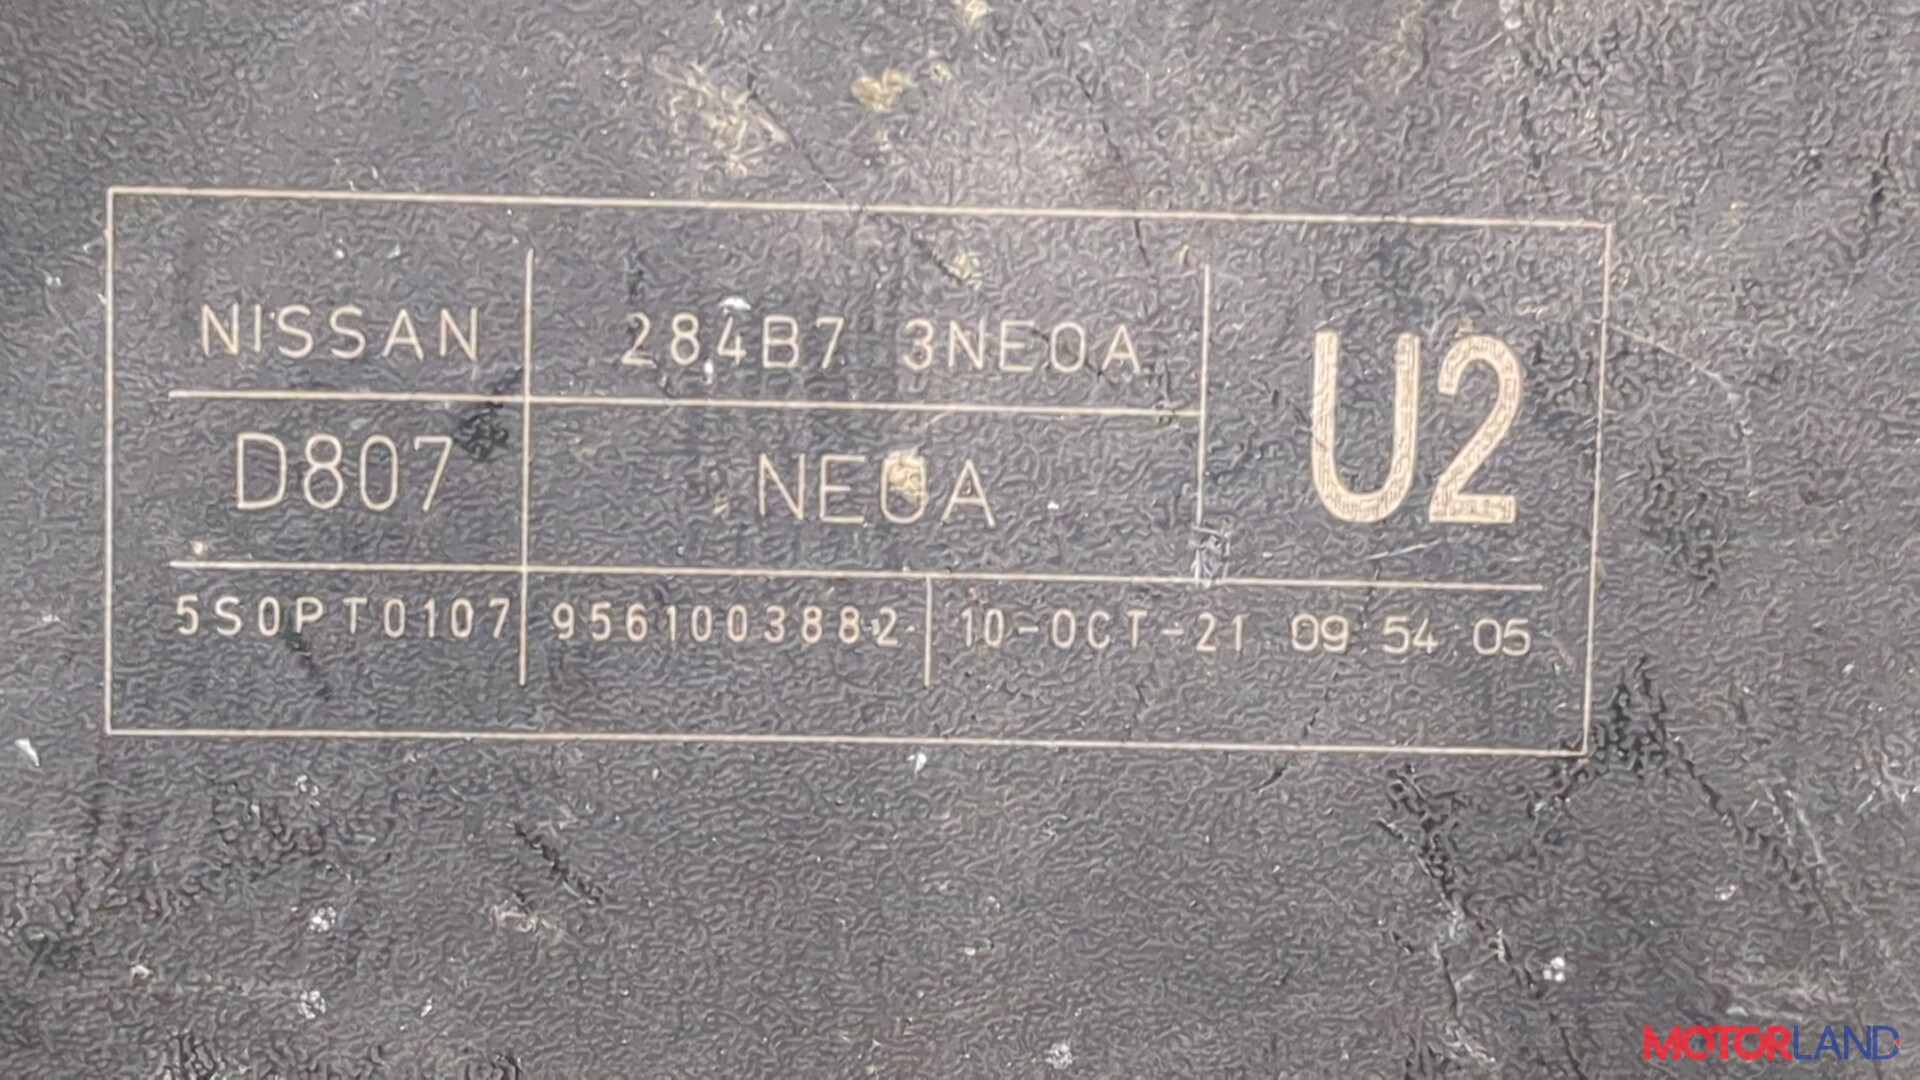 NISSAN 284B7 3NE0A U2
D807 NE0A
5S0PT0107 9561003882 10-OCT-21 09:54:05
MOTORLAND